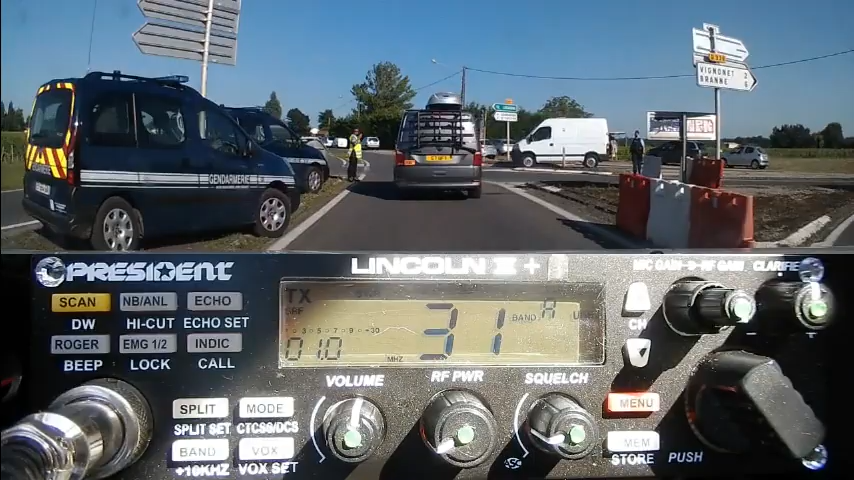 VIGNONET
BRANNE
GENDARMERIE
PRESIDENT
LINCOLN II +
MIC GAIN RF GAIN CLARIFIER
SCAN NB/ANL ECHO
DW HI-CUT ECHO SET
ROGER EMG 1/2 INDIC
BEEP LOCK CALL
TX
BAND
MHZ
31
CH
VOLUME RF PWR SQUELCH
SPLIT MODE
SPLIT SET CTCSS/DCS
BAND VOX
+10KHZ VOX SET
ASC
MENU
MEM
STORE PUSH